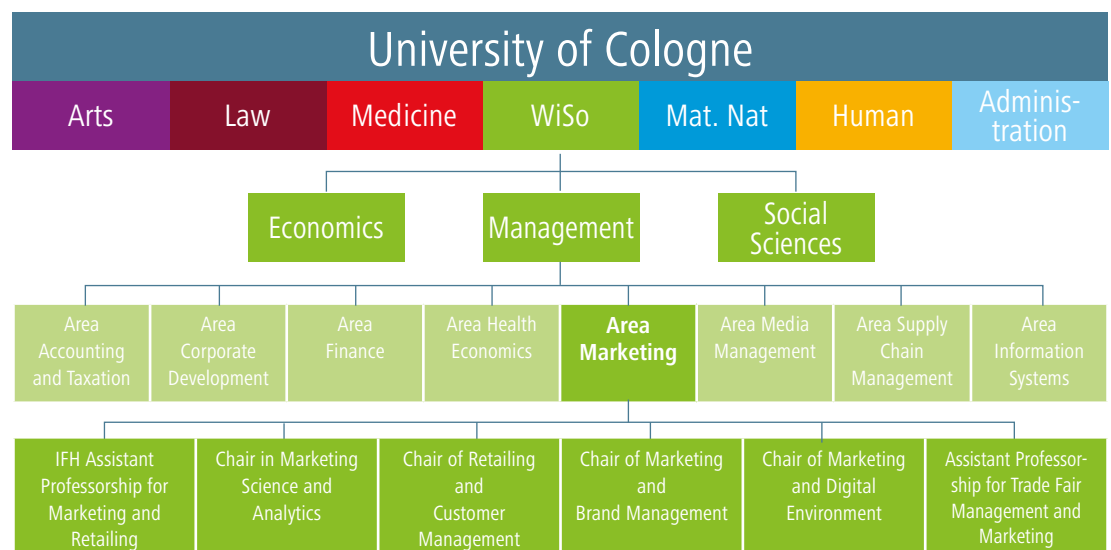 University of Cologne
Arts
Law
Medicine
WiSo
Mat. Nat
Human
Adminis-
tration
Economics
Management
Social
Sciences
Area
Accounting
and Taxation
Area
Corporate
Development
Area
Finance
Area Health
Economics
Area
Marketing
Area Media
Management
Area Supply
Chain
Management
Area
Information
Systems
IFH Assistant
Professorship for
Marketing and
Retailing
Chair in Marketing
Science and
Analytics
Chair of Retailing
and
Customer
Management
Chair of Marketing
and
Brand Management
Chair of Marketing
and Digital
Environment
Assistant Professor-
ship for Trade Fair
Management and
Marketing